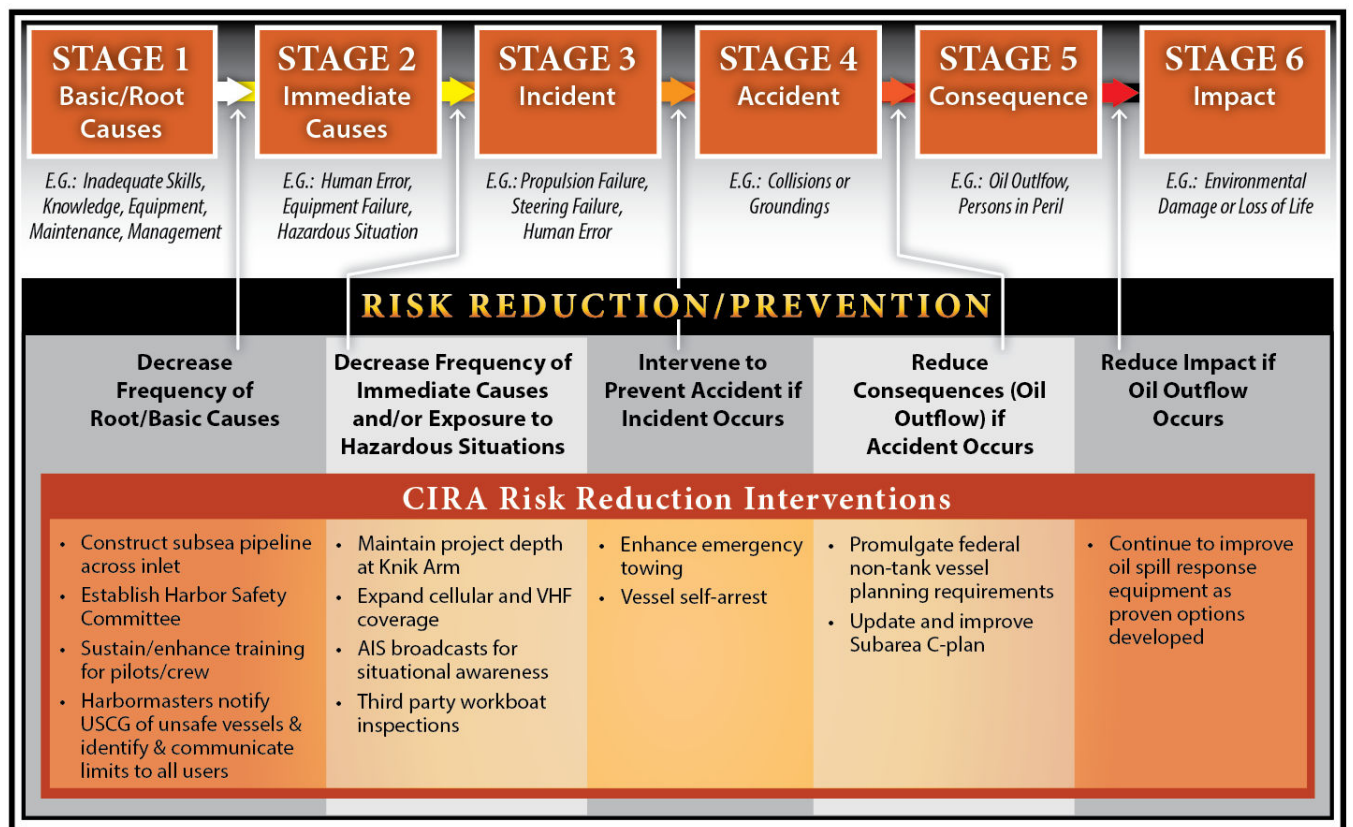 STAGE 1
Basic/Root
Causes
STAGE 2
Immediate
Causes
STAGE 3
Incident
STAGE 4
Accident
STAGE 5
Consequence
STAGE 6
Impact
E.G.: Inadequate Skills,
Knowledge, Equipment,
Maintenance, Management
E.G.: Human Error,
Equipment Failure,
Hazardous Situation
E.G.: Propulsion Failure,
Steering Failure,
Human Error
E.G.: Collisions or
Groundings
E.G.: Oil Outlfow,
Persons in Peril
E.G.: Environmental
Damage or Loss of Life
RISK REDUCTION/PREVENTION
Decrease
Frequency of
Root/Basic Causes
Decrease Frequency of
Immediate Causes
and/or Exposure to
Hazardous Situations
Intervene to
Prevent Accident if
Incident Occurs
Reduce
Consequences (Oil
Outflow) if
Accident Occurs
Reduce Impact if
Oil Outflow
Occurs
CIRA Risk Reduction Interventions
• Construct subsea pipeline
across inlet
• Establish Harbor Safety
Committee
• Sustain/enhance training
for pilots/crew
• Harbormasters notify
USCG of unsafe vessels &
identify & communicate
limits to all users
• Maintain project depth
at Knik Arm
• Expand cellular and VHF
coverage
• AIS broadcasts for
situational awareness
• Third party workboat
inspections
• Enhance emergency
towing
• Vessel self-arrest
• Promulgate federal
non-tank vessel
planning requirements
• Update and improve
Subarea C-plan
• Continue to improve
oil spill response
equipment as
proven options
developed